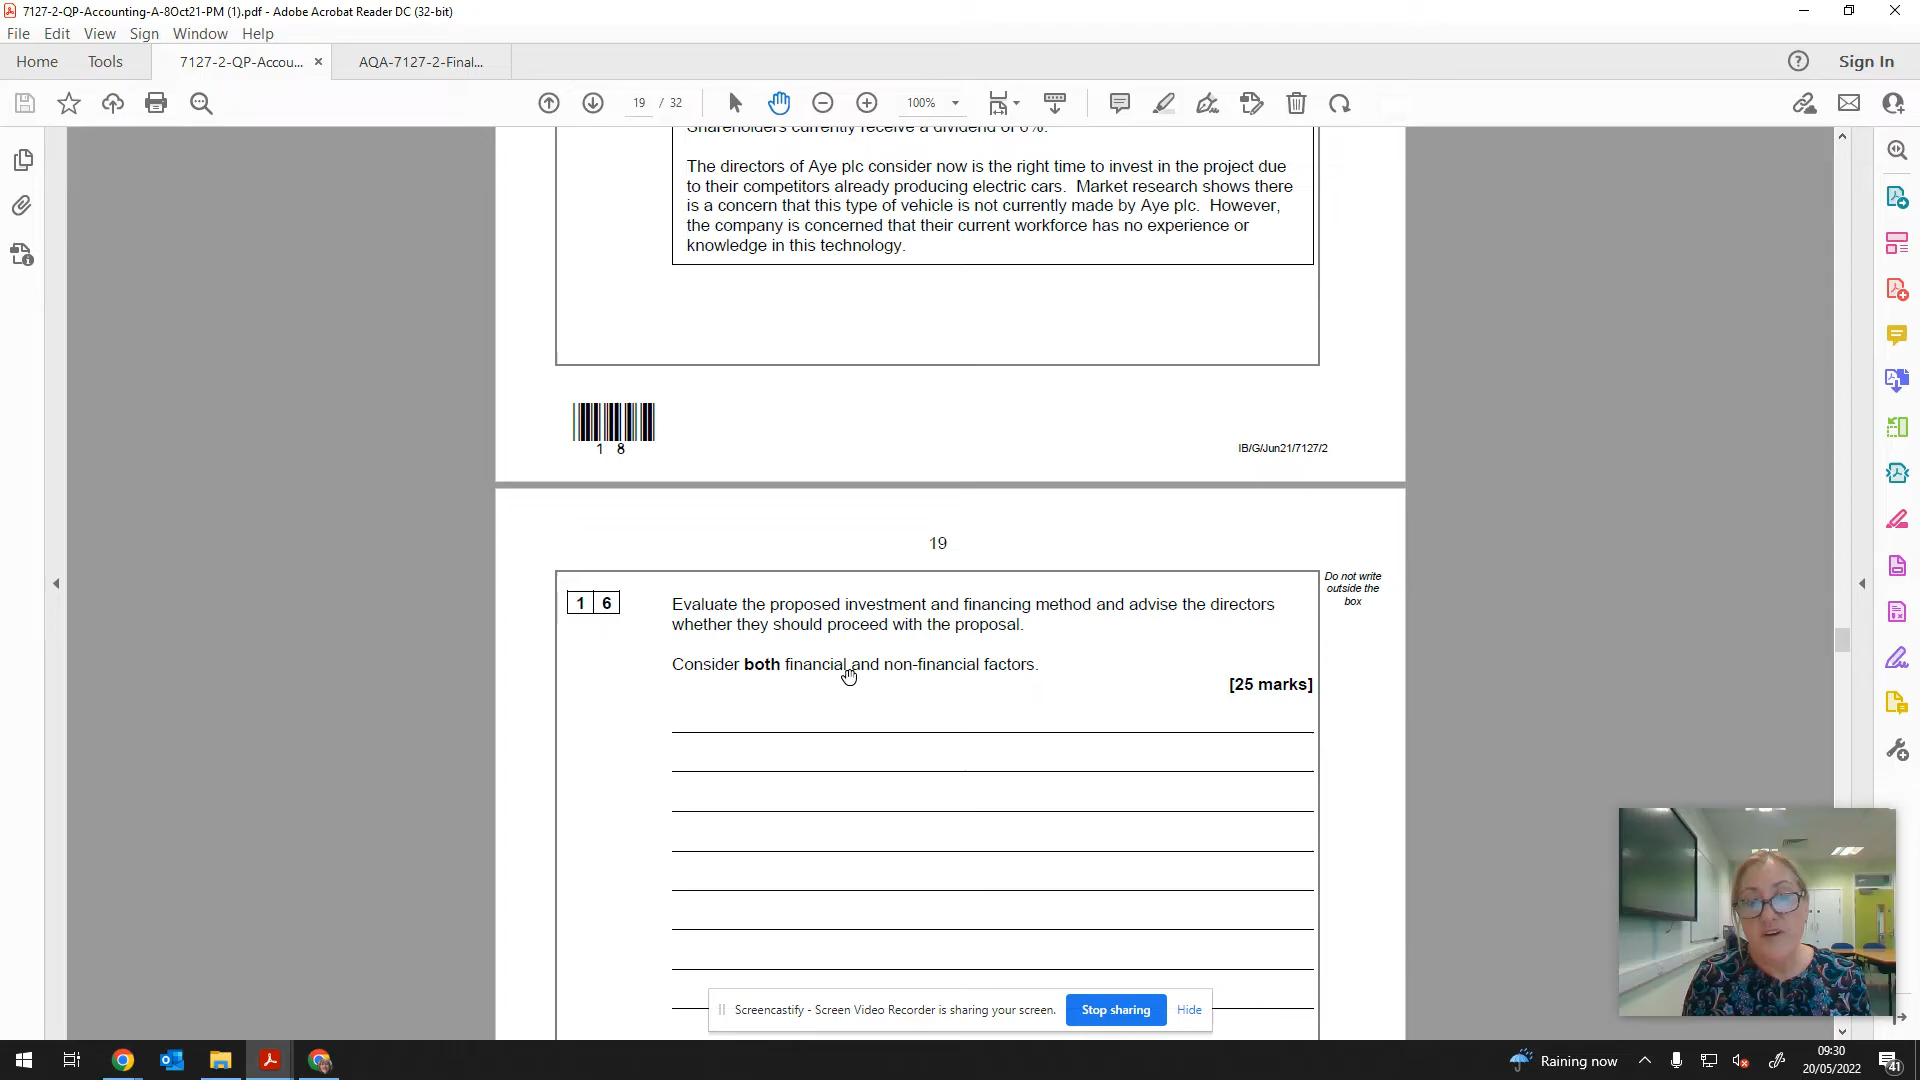 7127-2-QP-Accounting-A-8Oct21-PM (1).pdf - Adobe Acrobat Reader DC (32-bit)
File Edit View Sign Window Help
Home Tools 7127-2-QP-Accou... × AQA-7127-2-Final... Sign In
19 / 32 100%
Shareholders currently receive a dividend of 6%.
The directors of Aye plc consider now is the right time to invest in the project due
to their competitors already producing electric cars. Market research shows there
is a concern that this type of vehicle is not currently made by Aye plc. However,
the company is concerned that their current workforce has no experience or
knowledge in this technology.
1 8
IB/G/Jun21/7127/2
19
Do not write
outside the
box
1 6
Evaluate the proposed investment and financing method and advise the directors
whether they should proceed with the proposal.
Consider both financial and non-financial factors.
[25 marks]
Screencastify - Screen Video Recorder is sharing your screen. Stop sharing Hide
Raining now
09:30
20/05/2022
41